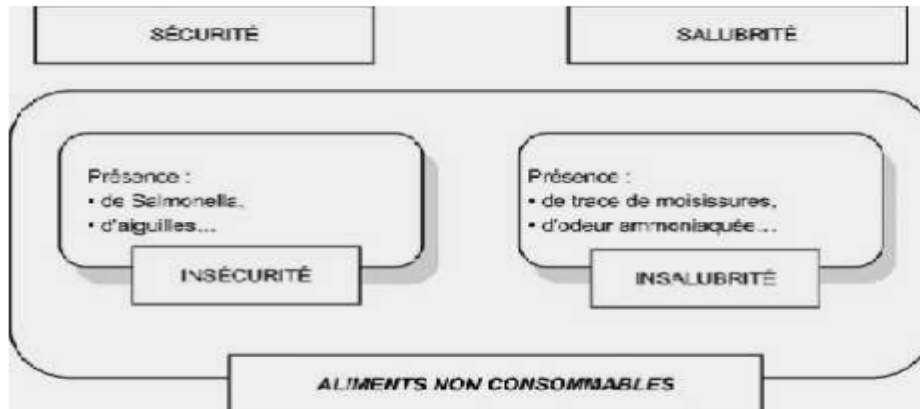 SÉCURITÉ
SALUBRITÉ
Présence :
• de Salmonella,
• d'aiguilles...
INSÉCURITÉ
Présence :
• de trace de moisissures,
• d'odeur ammoniaquée...
INSALUBRITÉ
ALIMENTS NON CONSOMMABLES